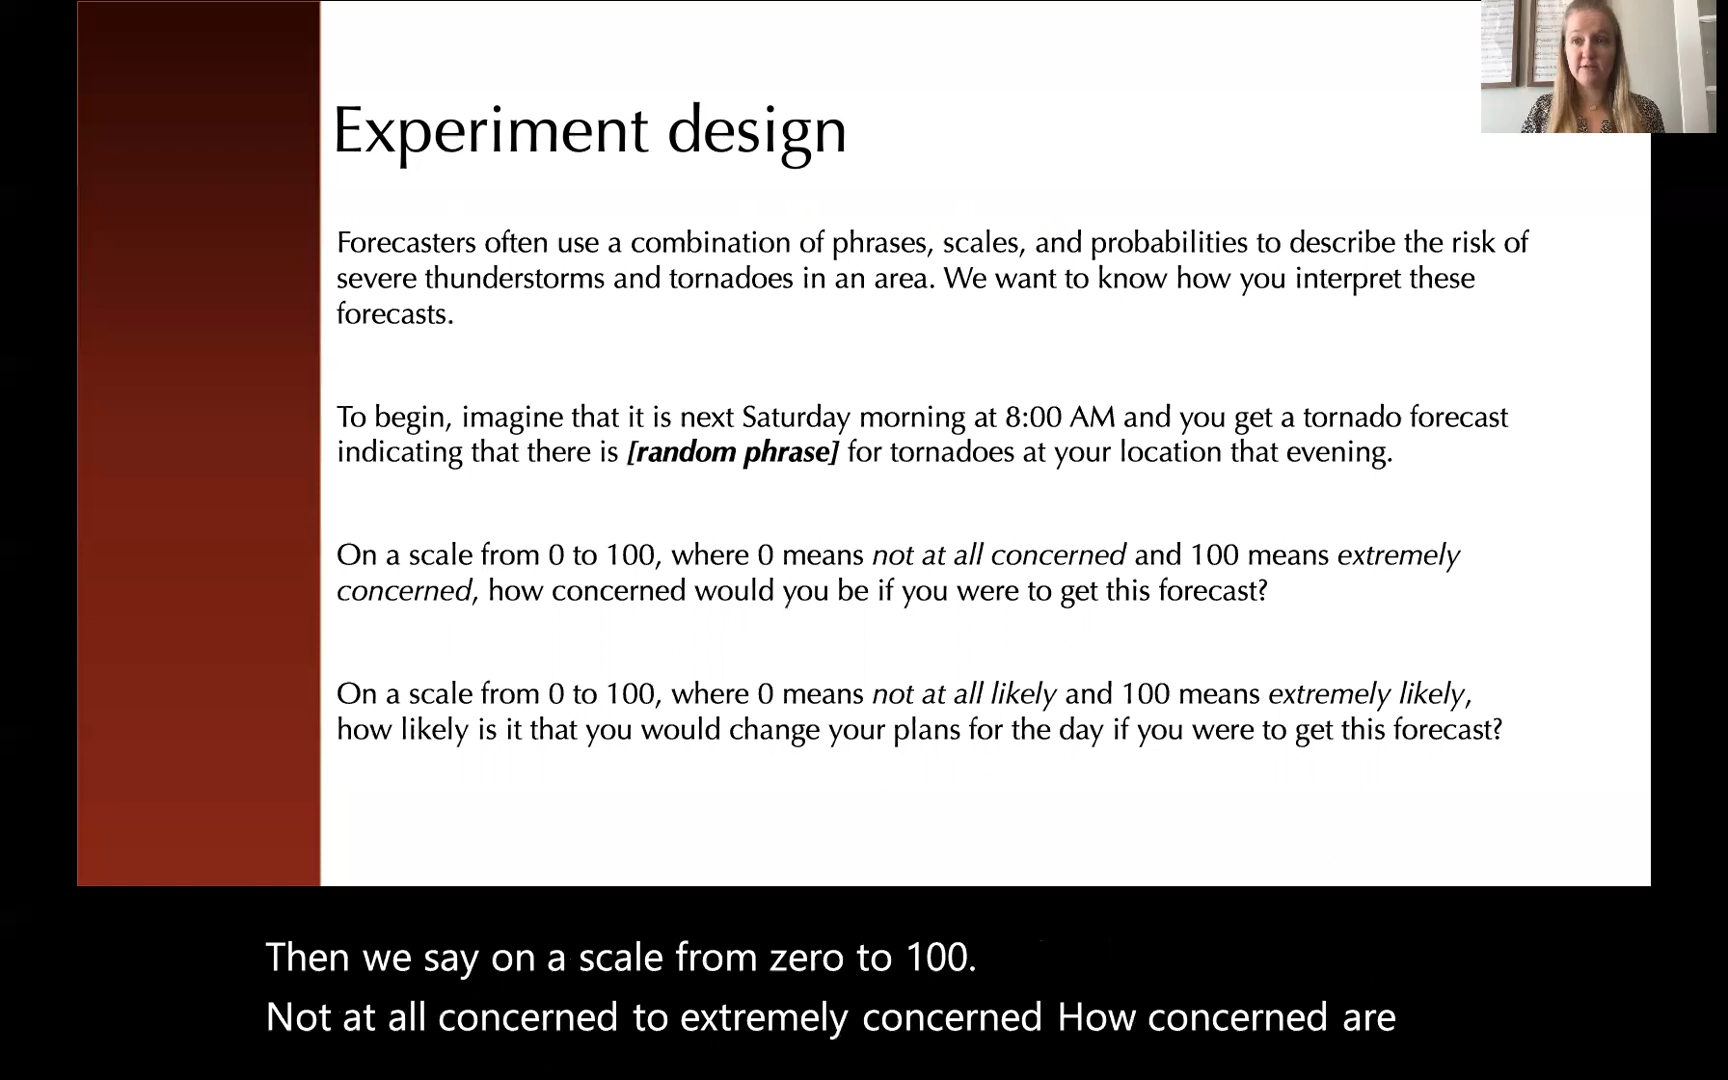 Experiment design
Forecasters often use a combination of phrases, scales, and probabilities to describe the risk of
severe thunderstorms and tornadoes in an area. We want to know how you interpret these
forecasts.
To begin, imagine that it is next Saturday morning at 8:00 AM and you get a tornado forecast
indicating that there is [random phrase] for tornadoes at your location that evening.
On a scale from 0 to 100, where 0 means not at all concerned and 100 means extremely
concerned, how concerned would you be if you were to get this forecast?
On a scale from 0 to 100, where 0 means not at all likely and 100 means extremely likely,
how likely is it that you would change your plans for the day if you were to get this forecast?
Then we say on a scale from zero to 100.
Not at all concerned to extremely concerned How concerned are